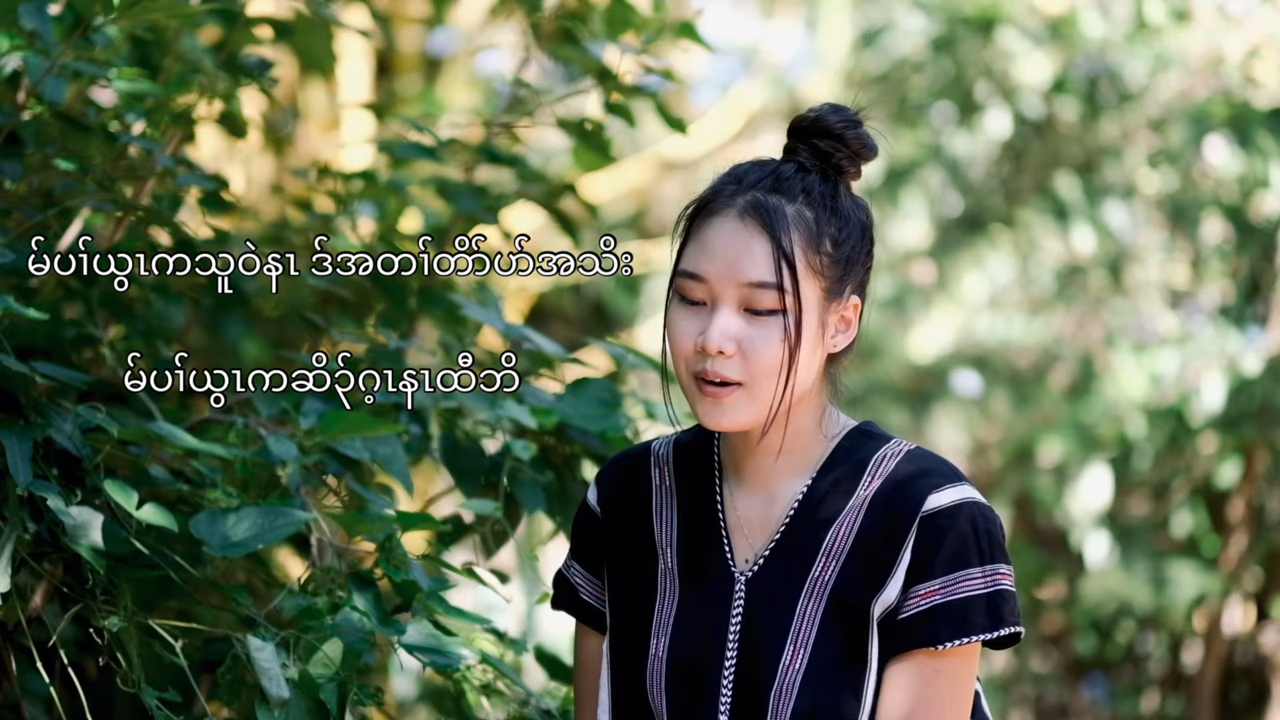 မ်ပၢ်ယွၤကသူဝဲနၤ ဒ်အတၢ်တိာ်ဟ်အသိး
မ်ပၢ်ယွၤကဆိၣ်ဂ့ၤနၤထီဘိ